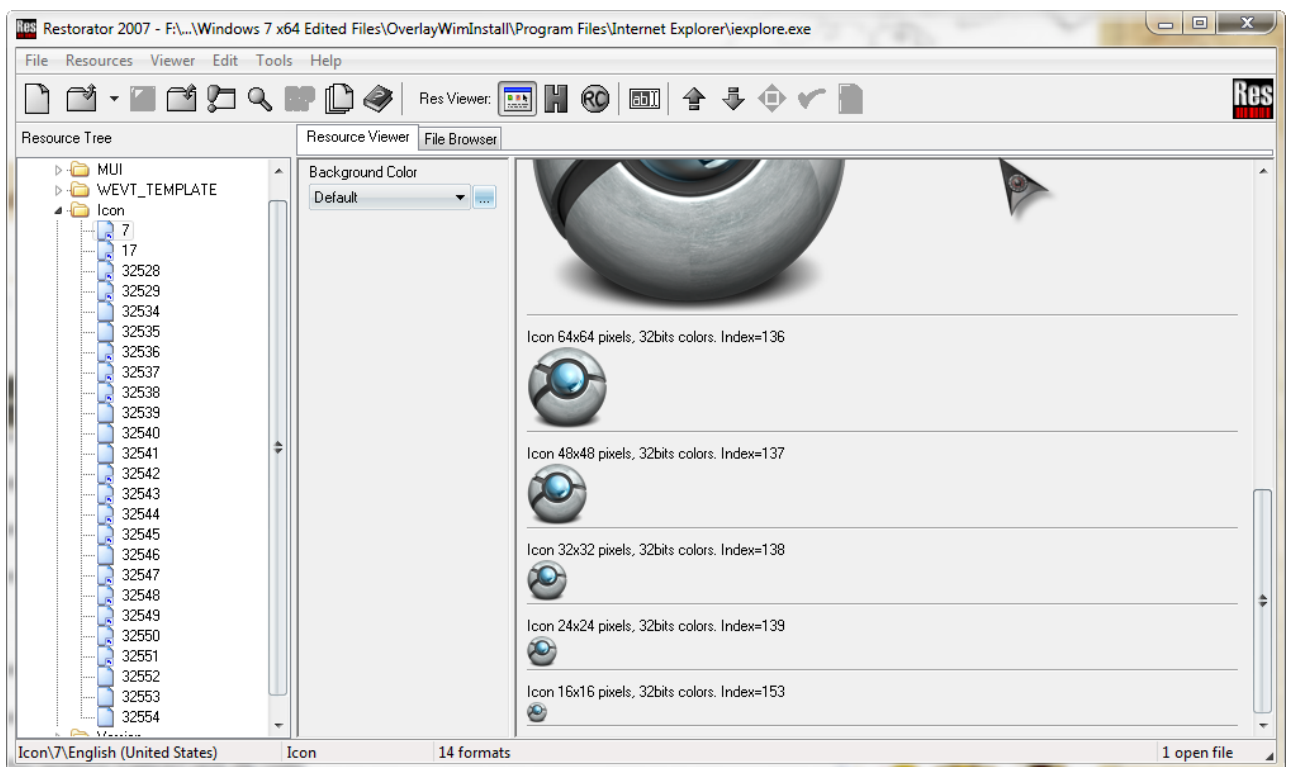 Res Restorator 2007 - F:\...\Windows 7 x64 Edited Files\OverlayWimInstall\Program Files\Internet Explorer\iexplore.exe
File Resources Viewer Edit Tools Help
Res Viewer: H RC abI Res
Resource Tree
Resource Viewer File Browser
MUI
WEVT_TEMPLATE
Icon
7
17
32528
32529
32534
32535
32536
32537
32538
32539
32540
32541
32542
32543
32544
32545
32546
32547
32548
32549
32550
32551
32552
32553
32554
Version
Background Color
Default ...
Icon 64x64 pixels, 32bits colors. Index=136
Icon 48x48 pixels, 32bits colors. Index=137
Icon 32x32 pixels, 32bits colors. Index=138
Icon 24x24 pixels, 32bits colors. Index=139
Icon 16x16 pixels, 32bits colors. Index=153
Icon\7\English (United States) Icon 14 formats 1 open file